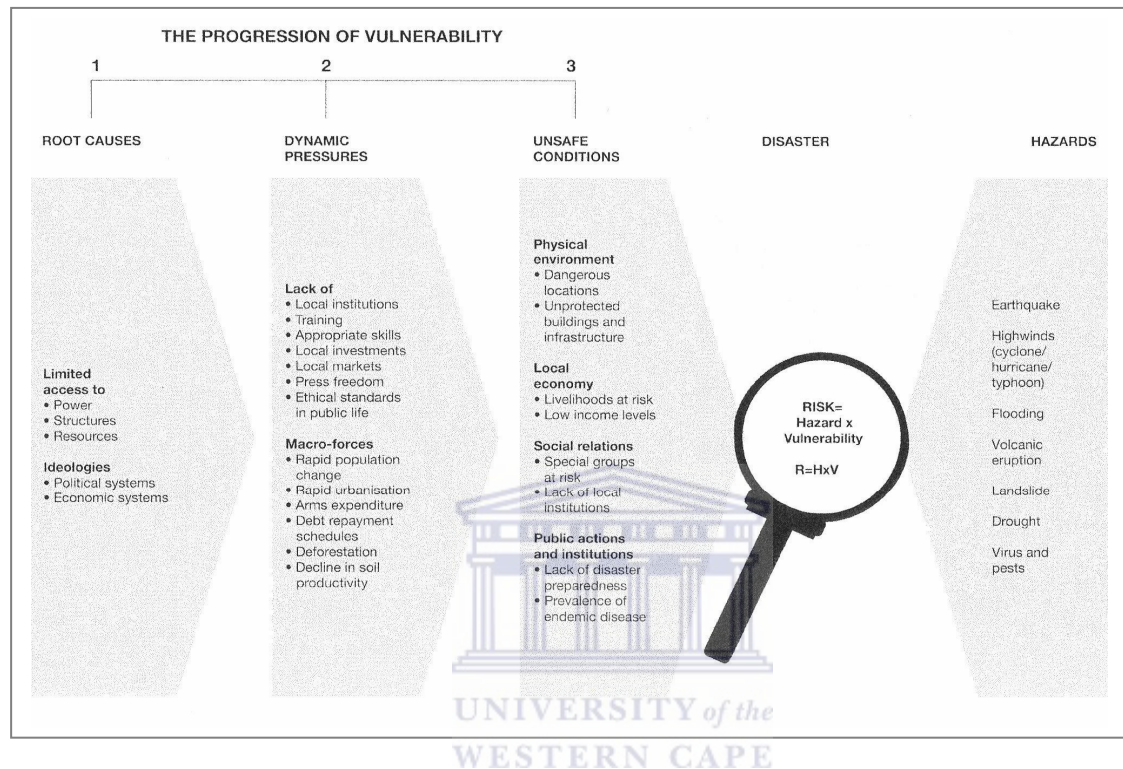 THE PROGRESSION OF VULNERABILITY
1
2
3
ROOT CAUSES
DYNAMIC
PRESSURES
UNSAFE
CONDITIONS
DISASTER
HAZARDS
Limited
access to
• Power
• Structures
• Resources
Ideologies
• Political systems
• Economic systems
Lack of
• Local institutions
• Training
• Appropriate skills
• Local investments
• Local markets
• Press freedom
• Ethical standards
in public life
Macro-forces
• Rapid population
change
• Rapid urbanisation
• Arms expenditure
• Debt repayment
schedules
• Deforestation
• Decline in soil
productivity
Physical
environment
• Dangerous
locations
• Unprotected
buildings and
infrastructure
Local
economy
• Livelihoods at risk
• Low income levels
Social relations
• Special groups
at risk
• Lack of local
institutions
Public actions
and institutions
• Lack of disaster
preparedness
• Prevalence of
endemic disease
RISK=
Hazard x
Vulnerability
R=HxV
Earthquake
Highwinds
(cyclone/
hurricane/
typhoon)
Flooding
Volcanic
eruption
Landslide
Drought
Virus and
pests
UNIVERSITY of the
WESTERN CAPE